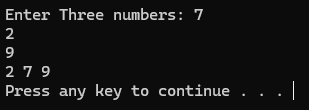 Enter Three numbers: 7
2
9
2 7 9
Press any key to continue . . .